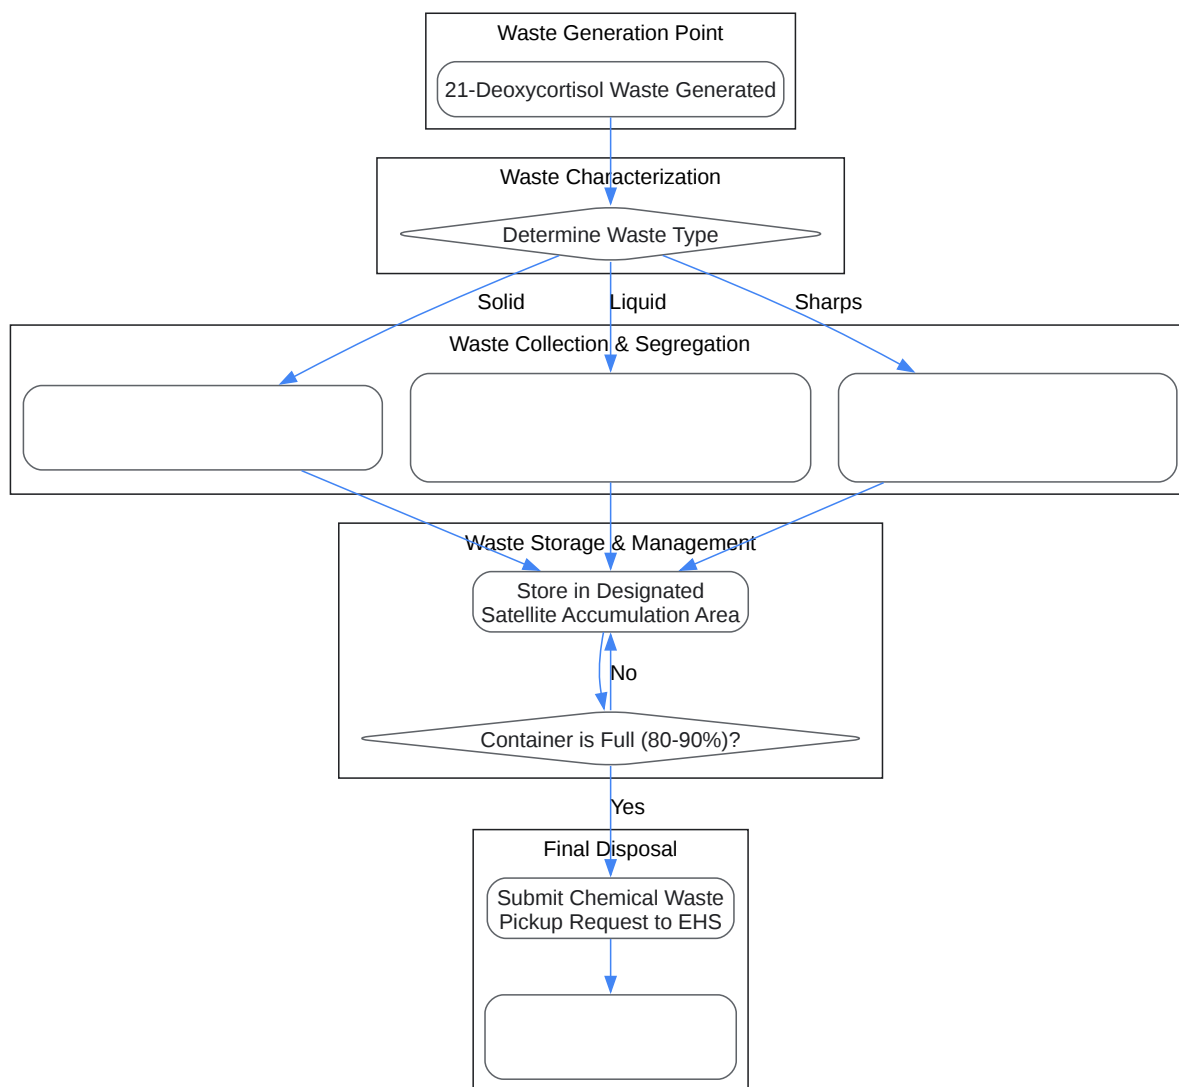 Waste Generation Point
21-Deoxycortisol Waste Generated
Waste Characterization
Determine Waste Type
Solid
Liquid
Sharps
Waste Collection & Segregation
Waste Storage & Management
Store in Designated
Satellite Accumulation Area
No
Container is Full (80-90%)?
Yes
Final Disposal
Submit Chemical Waste
Pickup Request to EHS